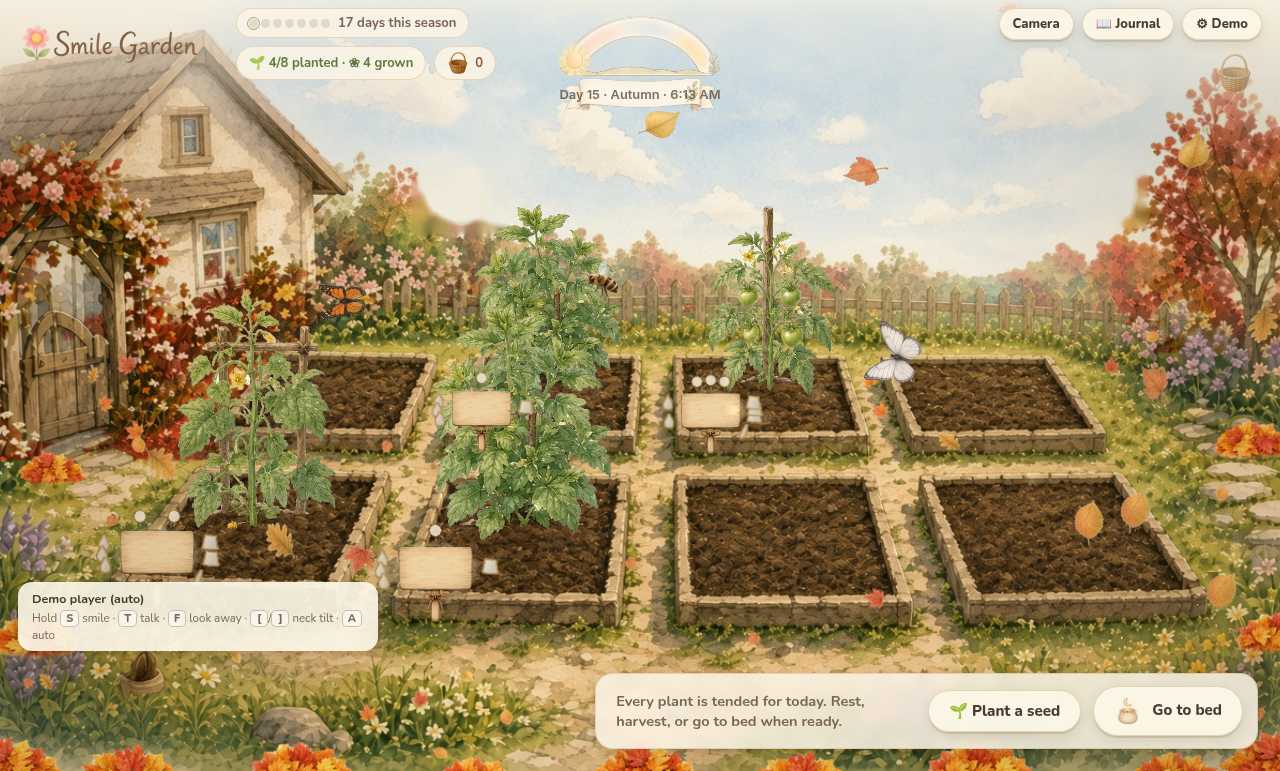 Smile Garden
17 days this season
4/8 planted · ❀ 4 grown
0
Day 15 · Autumn · 6:13 AM
Camera
Journal
Demo
Demo player (auto)
Hold S smile · T talk · F look away · [ / ] neck tilt · A
auto
Every plant is tended for today. Rest,
harvest, or go to bed when ready.
Plant a seed
Go to bed